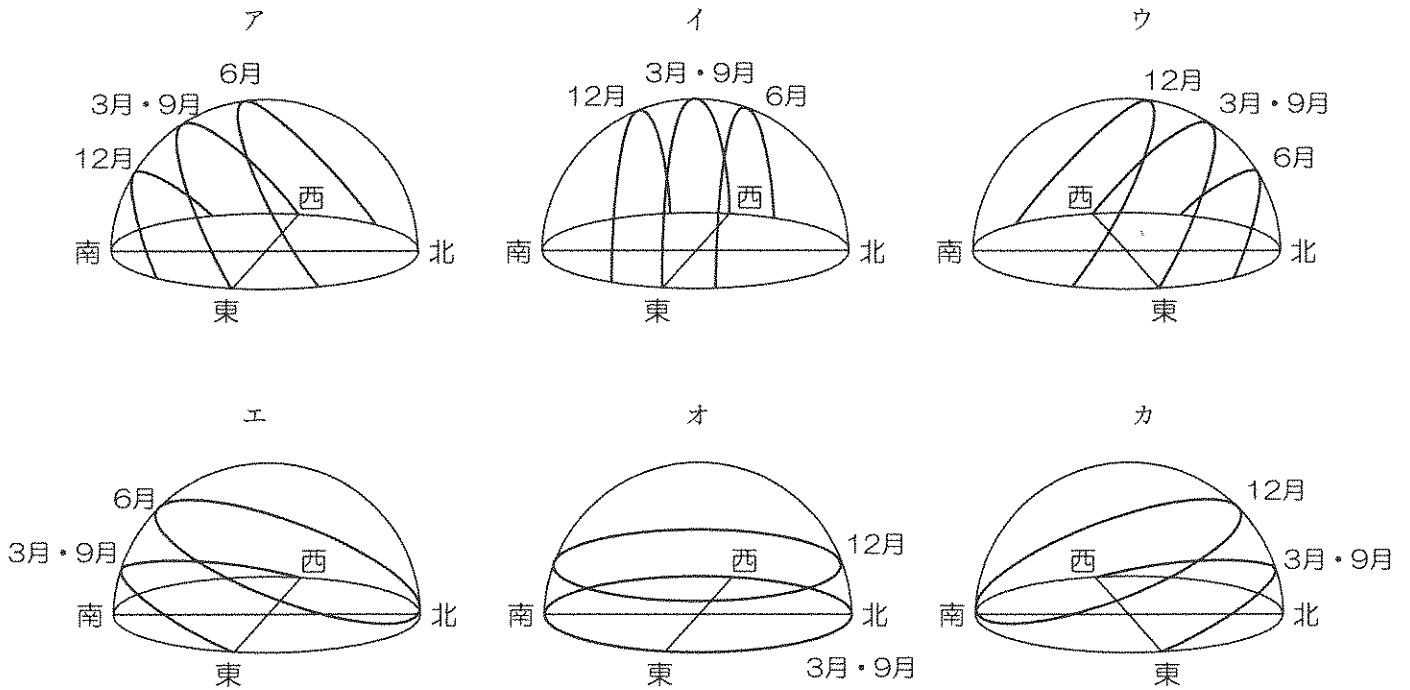 ア
6月
3月・9月
12月
西
南
北
東
イ
3月・9月
12月
6月
西
南
北
東
ウ
12月
3月・9月
6月
西
南
北
東
エ
6月
3月・9月
西
南
北
東
オ
12月
西
南
北
東
3月・9月
カ
12月
3月・9月
西
南
北
東